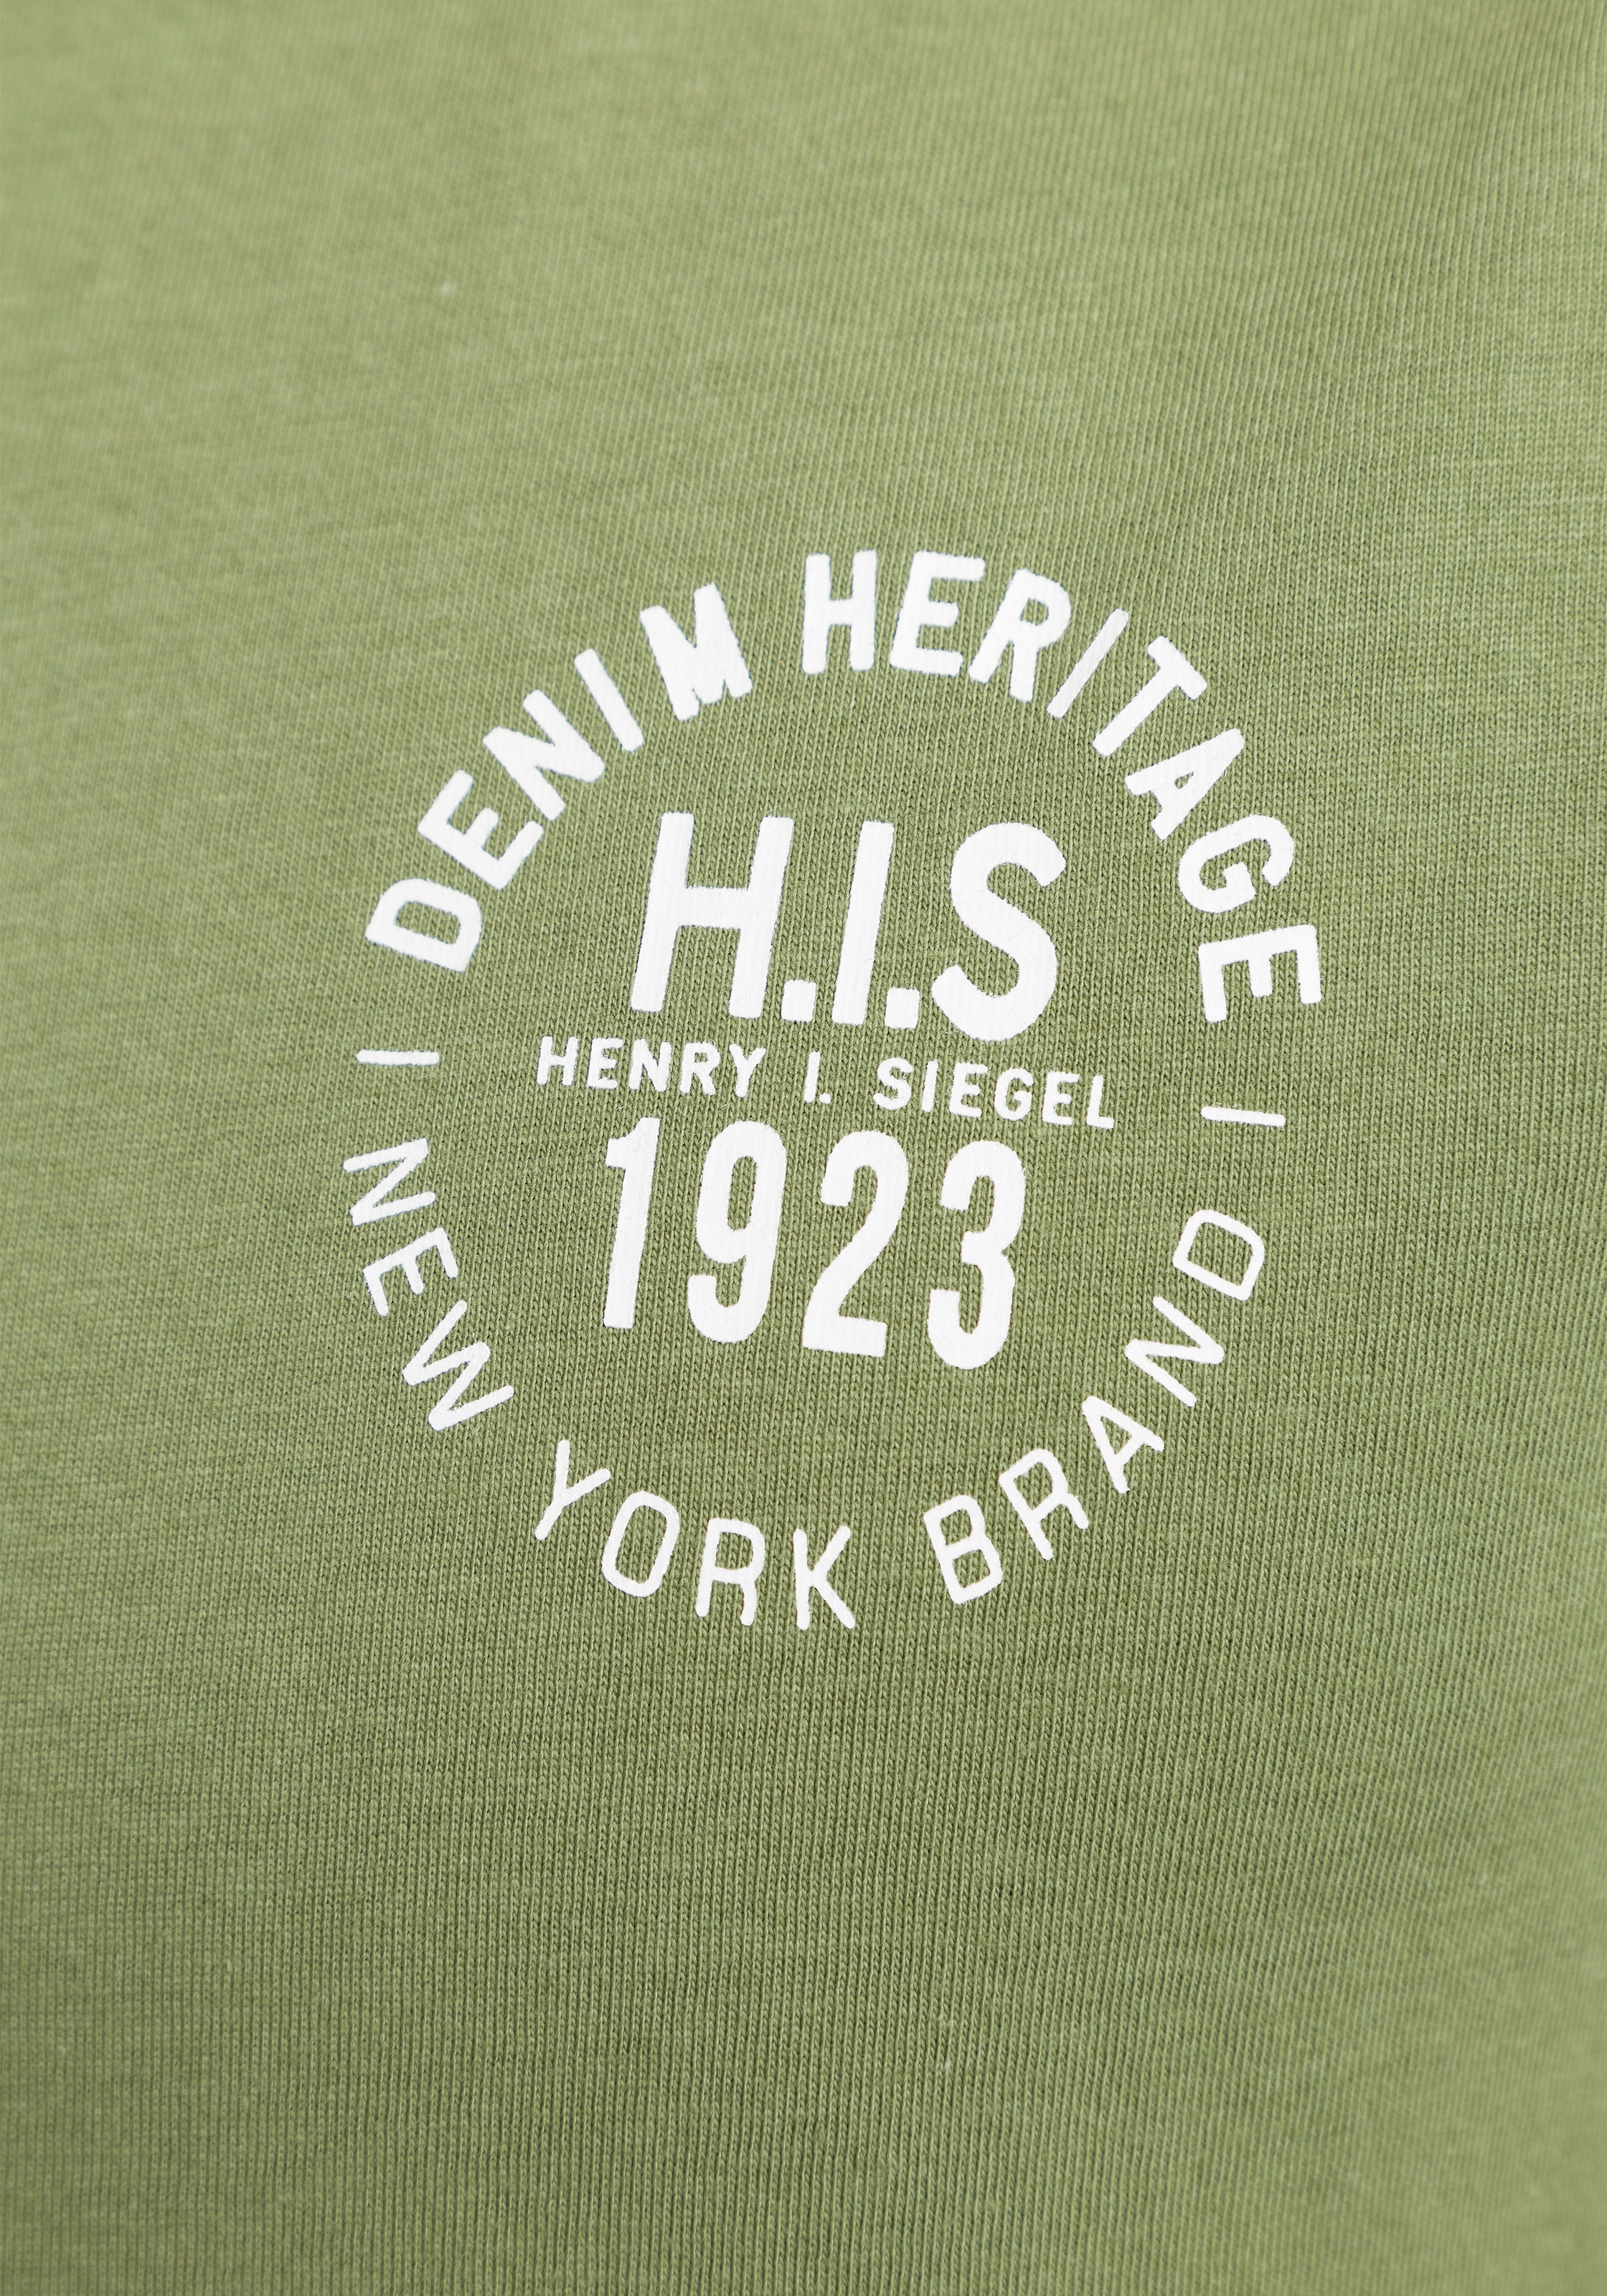 DENIM HERITAGE
H.I.S
HENRY I. SIEGEL
1923
NEW YORK BRAND